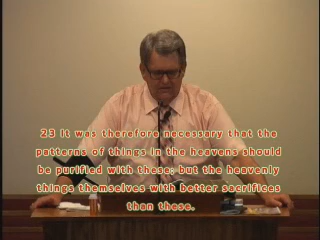 23 It was therefore necessary that the
patterns of things in the heavens should
be purified with these; but the heavenly
things themselves with better sacrifices
than these.